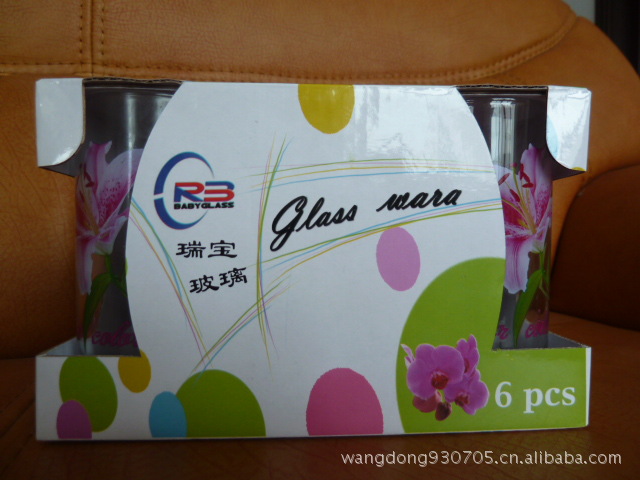 RB
BABYGLASS
Glass wara
瑞宝
玻璃
6 pcs
wangdong930705.cn.alibaba.com